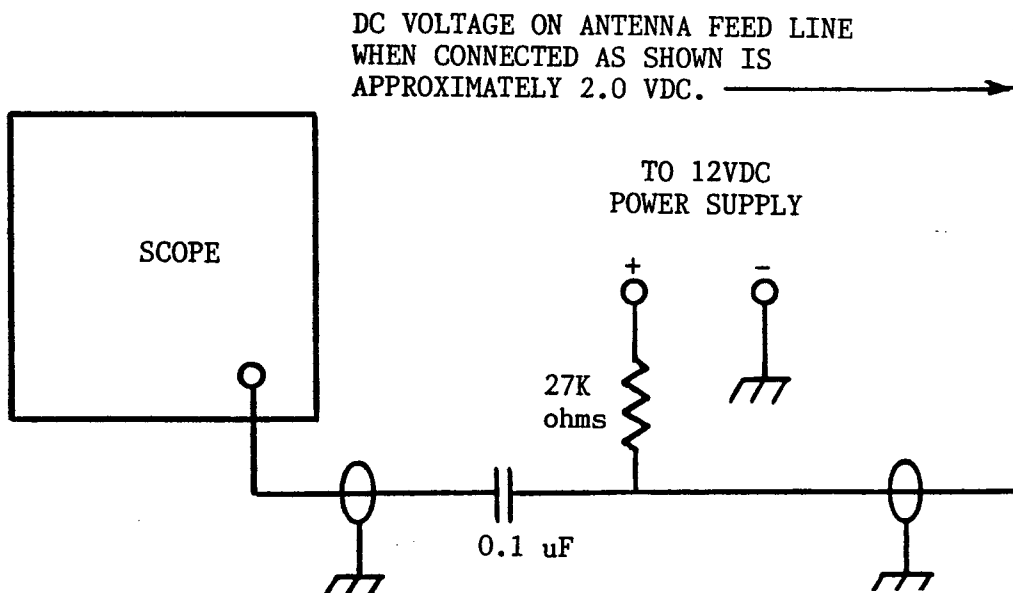 DC VOLTAGE ON ANTENNA FEED LINE
WHEN CONNECTED AS SHOWN IS
APPROXIMATELY 2.0 VDC.
TO 12VDC
POWER SUPPLY
SCOPE
+
-
27K
ohms
0.1 uF